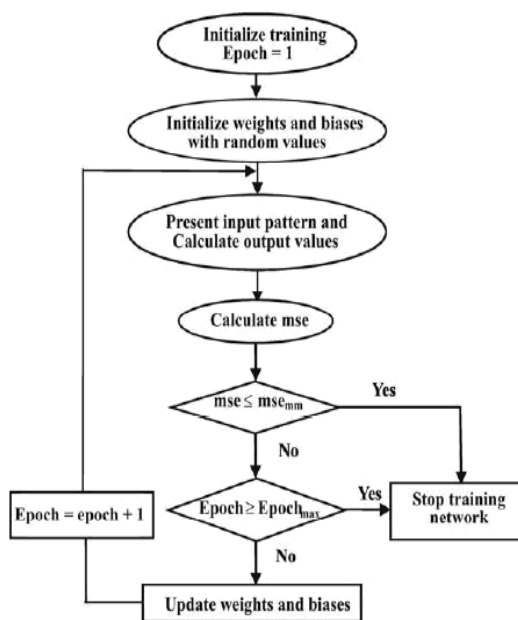 Initialize training
Epoch = 1
Initialize weights and biases
with random values
Present input pattern and
Calculate output values
Calculate mse
mse ≤ mse_mm
Yes
No
Epoch ≥ Epoch_max
Yes
Stop training
network
Epoch = epoch + 1
No
Update weights and biases